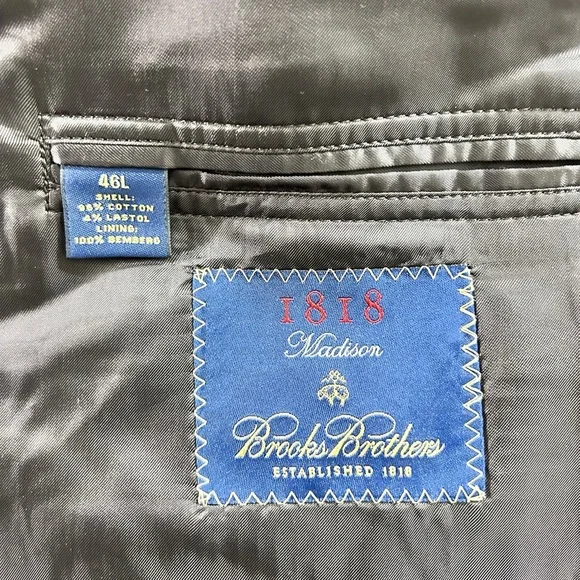 46L
SHELL:
96% COTTON
4% LASTOL
LINING:
100% BEMBERG
1818
Madison
Brooks Brothers
ESTABLISHED 1818